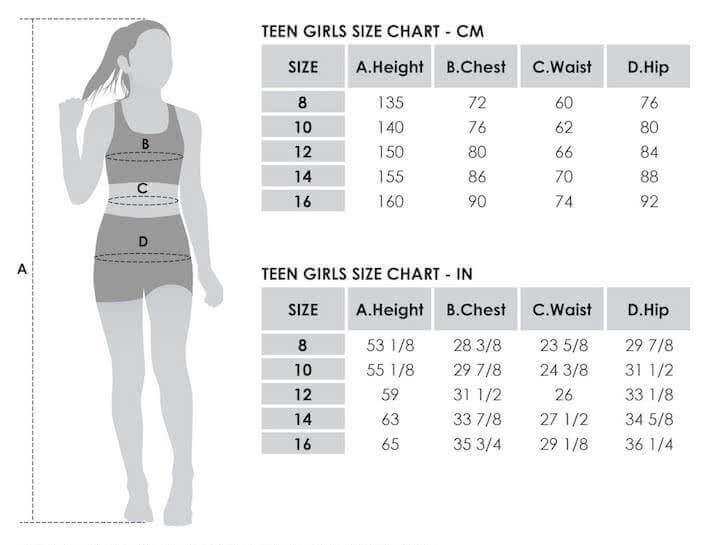 TEEN GIRLS SIZE CHART - CM
SIZE A.Height B.Chest C.Waist D.Hip
8 135 72 60 76
10 140 76 62 80
12 150 80 66 84
14 155 86 70 88
16 160 90 74 92
B
C
D
A
TEEN GIRLS SIZE CHART - IN
SIZE A.Height B.Chest C.Waist D.Hip
8 53 1/8 28 3/8 23 5/8 29 7/8
10 55 1/8 29 7/8 24 3/8 31 1/2
12 59 31 1/2 26 33 1/8
14 63 33 7/8 27 1/2 34 5/8
16 65 35 3/4 29 1/8 36 1/4